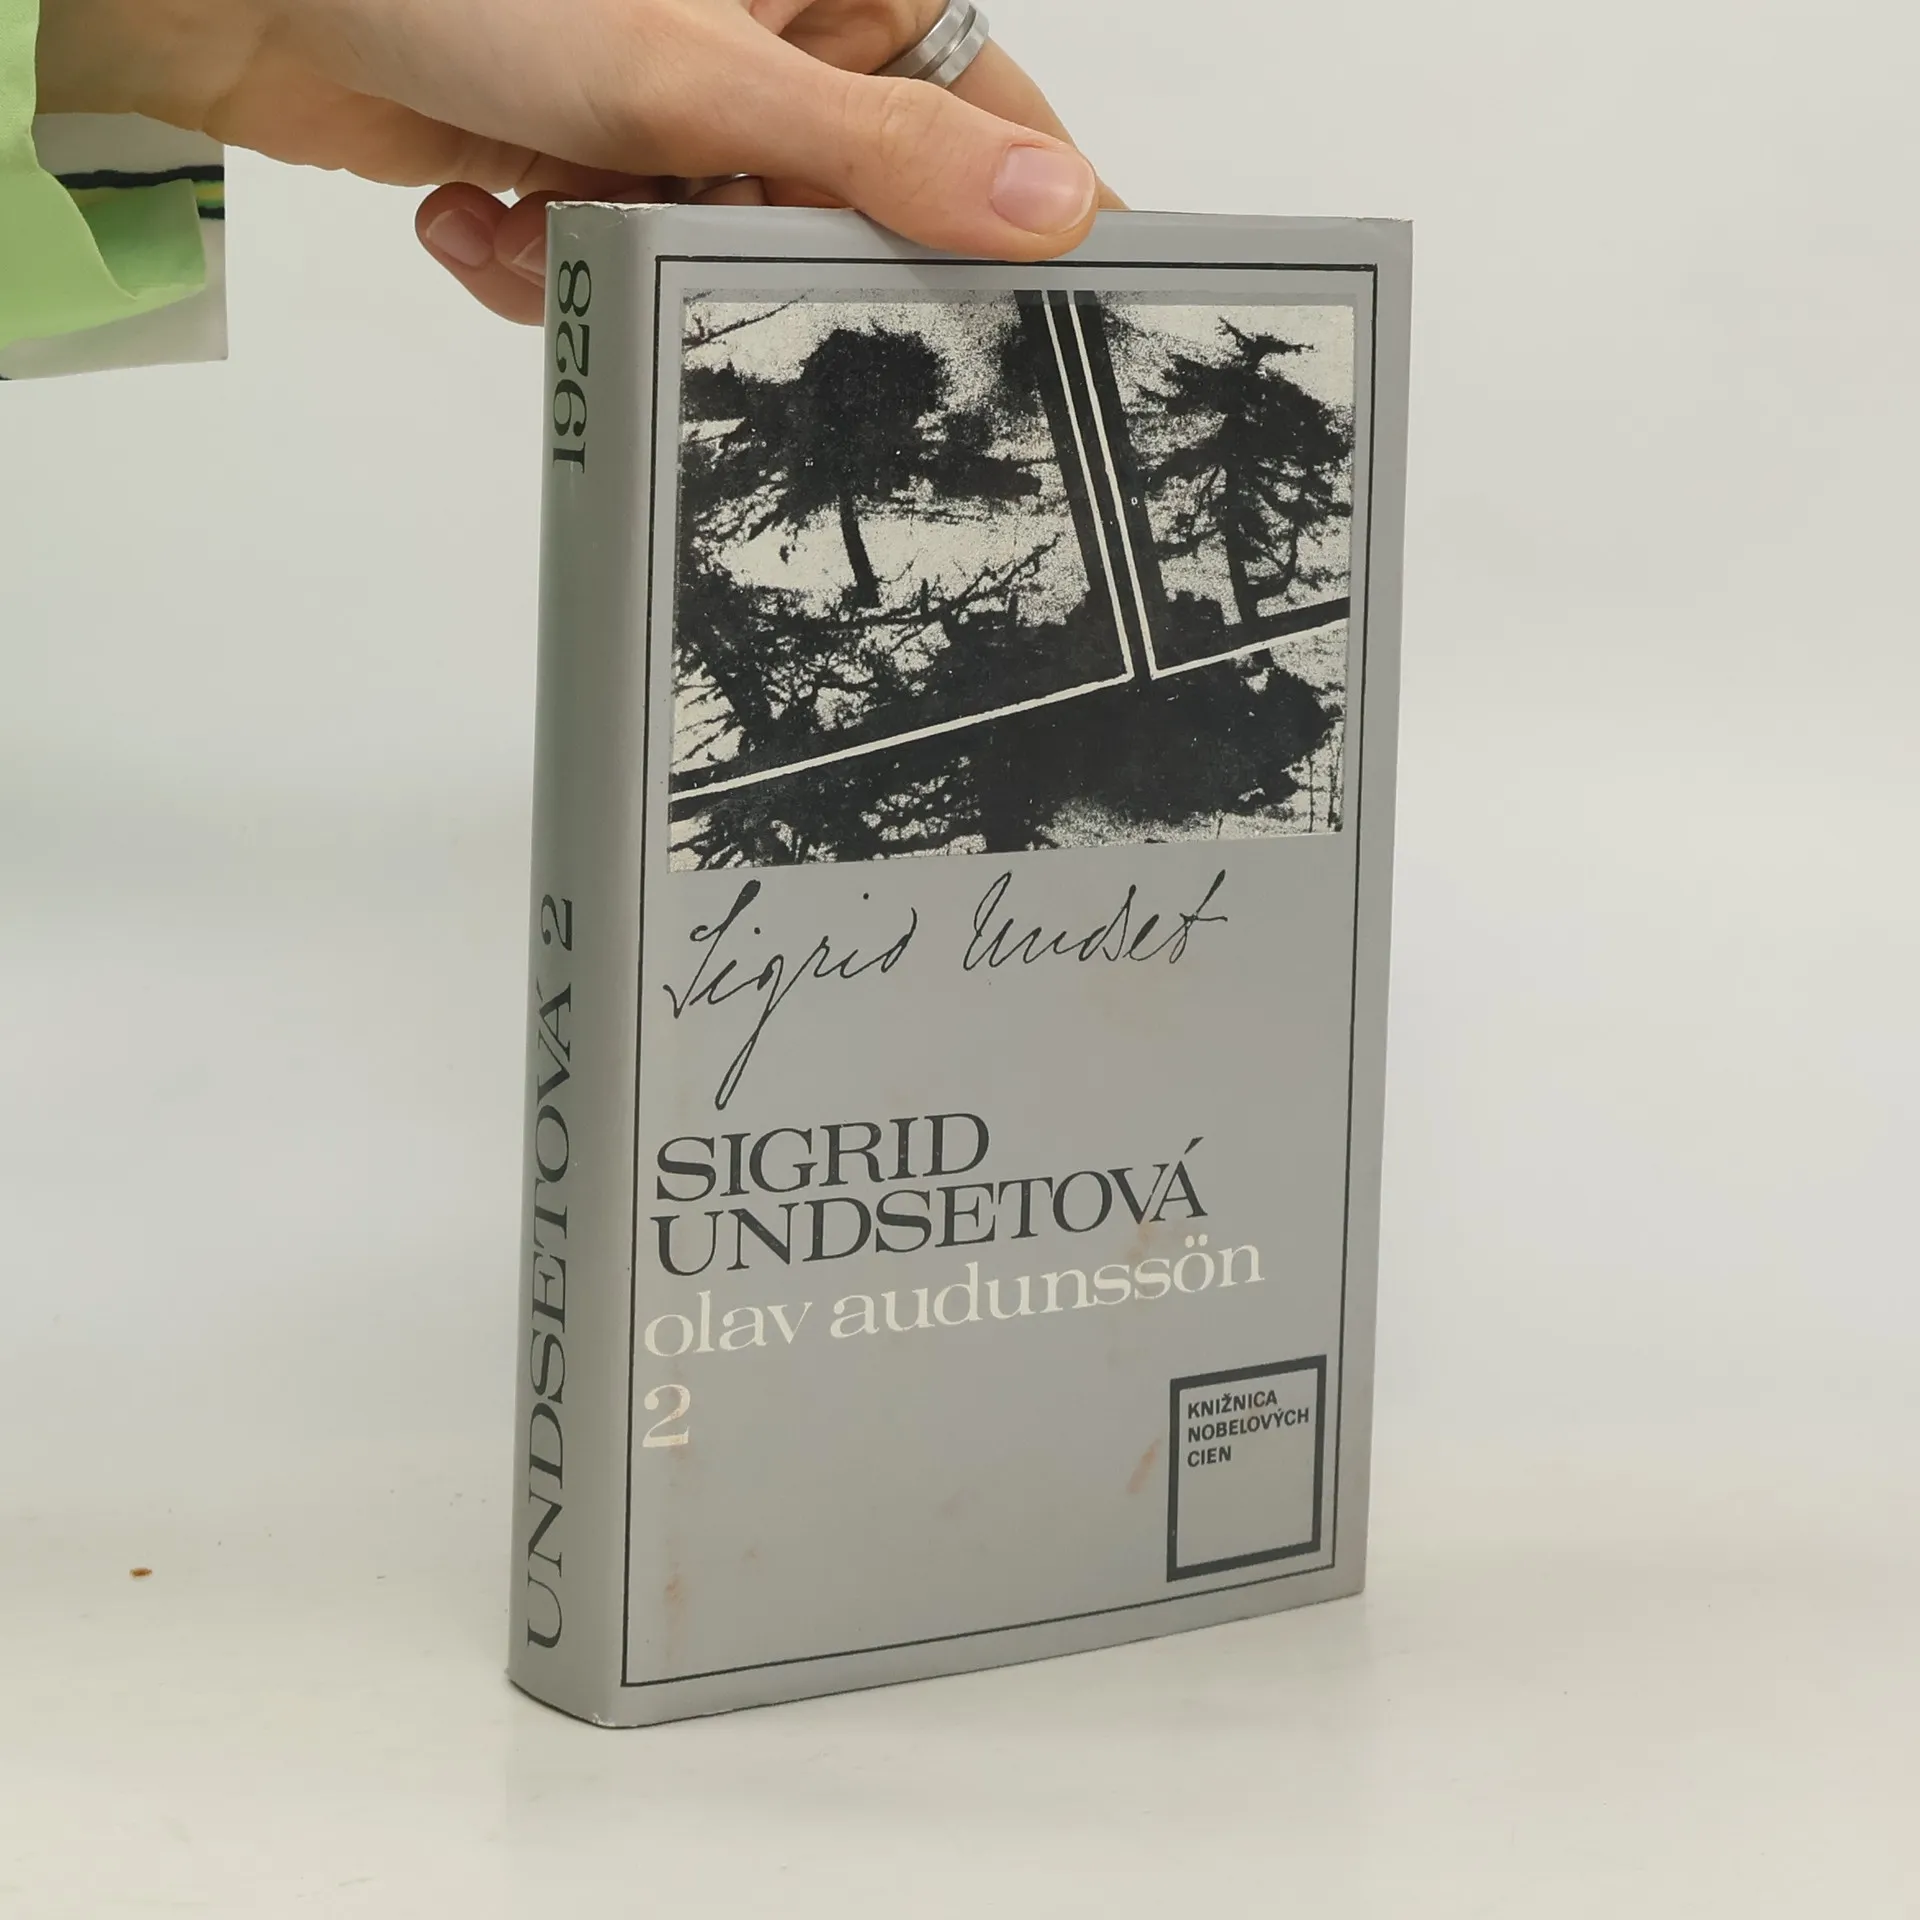 1928
UNDSETOVÁ 2
Sigrid Undset
SIGRID
UNDSETOVÁ
olav audunssön
2
KNIŽNICA
NOBELOVÝCH
CIEN